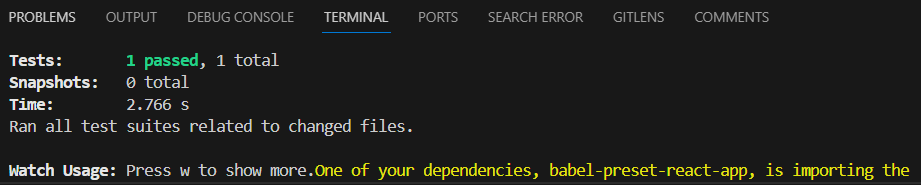 PROBLEMS OUTPUT DEBUG CONSOLE TERMINAL PORTS SEARCH ERROR GITLENS COMMENTS
Tests: 1 passed, 1 total
Snapshots: 0 total
Time: 2.766 s
Ran all test suites related to changed files.
Watch Usage: Press w to show more.One of your dependencies, babel-preset-react-app, is importing the